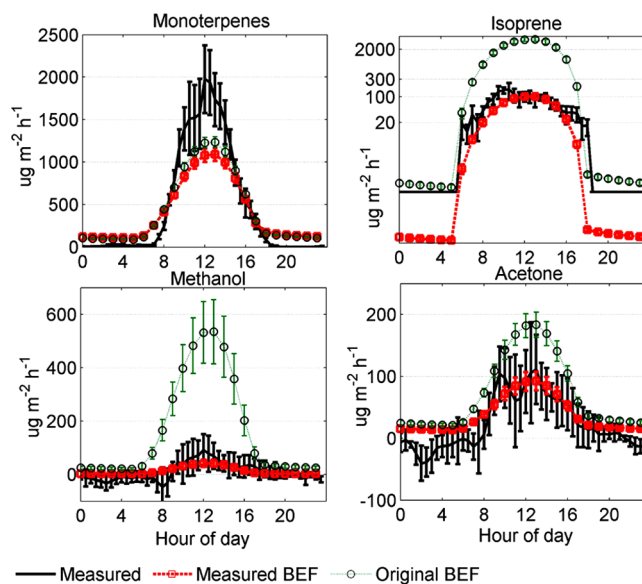 Monoterpenes
ug m-2 h-1
2500
2000
1500
1000
500
0
0 4 8 12 16 20
Isoprene
ug m-2 h-1
2000
300
100
20
0 4 8 12 16 20
Methanol
ug m-2 h-1
600
400
200
0
0 4 8 12 16 20
Hour of day
Acetone
ug m-2 h-1
200
100
0
-100
0 4 8 12 16 20
Hour of day
Measured Measured BEF Original BEF